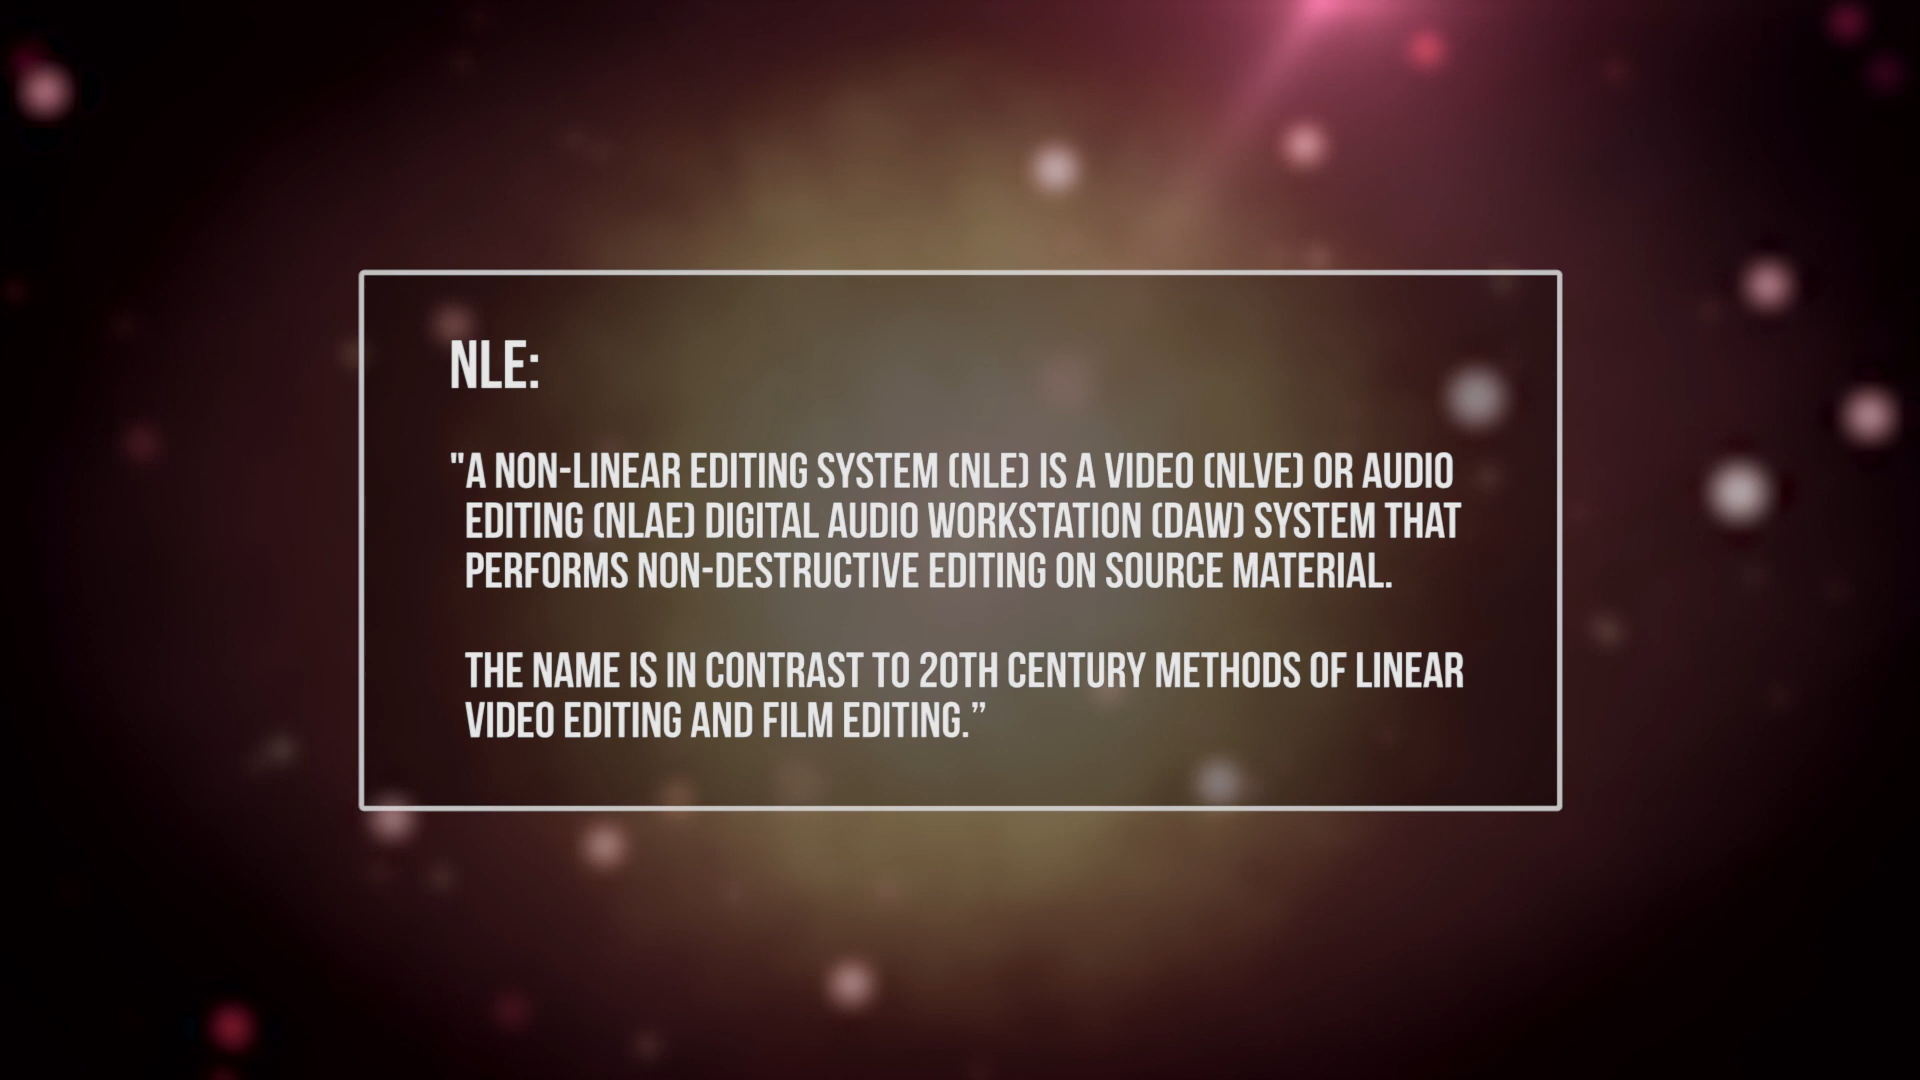 NLE:
"A NON-LINEAR EDITING SYSTEM (NLE) IS A VIDEO (NLVE) OR AUDIO
EDITING (NLAE) DIGITAL AUDIO WORKSTATION (DAW) SYSTEM THAT
PERFORMS NON-DESTRUCTIVE EDITING ON SOURCE MATERIAL.
THE NAME IS IN CONTRAST TO 20TH CENTURY METHODS OF LINEAR
VIDEO EDITING AND FILM EDITING.”